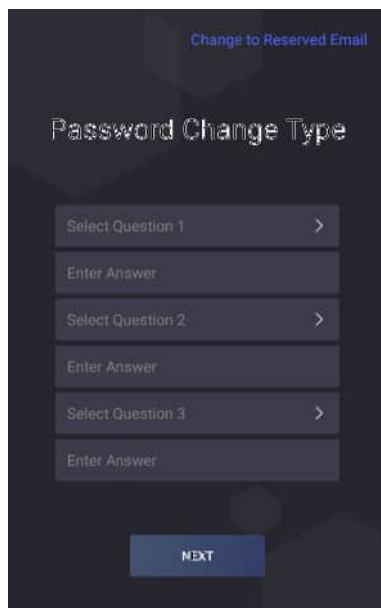 Change to Reserved Email
Password Change Type
Select Question 1
Enter Answer
Select Question 2
Enter Answer
Select Question 3
Enter Answer
NEXT